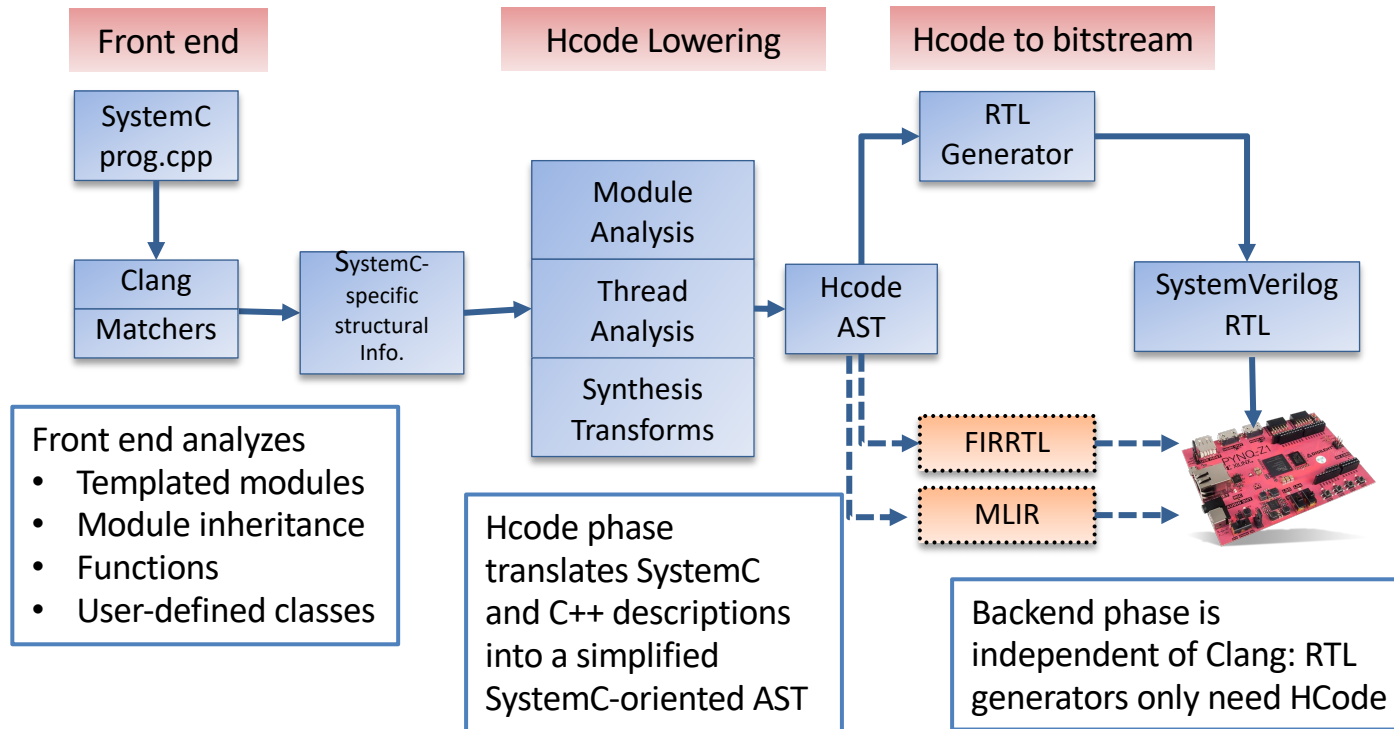 Front end
Hcode Lowering
Hcode to bitstream
SystemC
prog.cpp
Clang
Matchers
SystemC-
specific
structural
Info.
Module
Analysis
Thread
Analysis
Synthesis
Transforms
Hcode
AST
RTL
Generator
SystemVerilog
RTL
FIRRTL
MLIR
PYNQ-Z1
XILINX
Front end analyzes
• Templated modules
• Module inheritance
• Functions
• User-defined classes
Hcode phase
translates SystemC
and C++ descriptions
into a simplified
SystemC-oriented AST
Backend phase is
independent of Clang: RTL
generators only need HCode